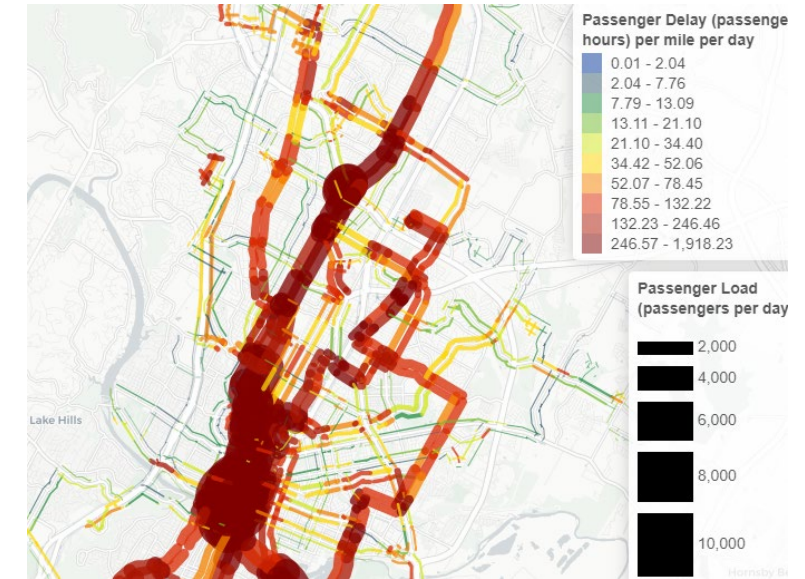 Passenger Delay (passenge
hours) per mile per day
0.01 - 2.04
2.04 - 7.76
7.79 - 13.09
13.11 - 21.10
21.10 - 34.40
34.42 - 52.06
52.07 - 78.45
78.55 - 132.22
132.23 - 246.46
246.57 - 1,918.23
Passenger Load
(passengers per day
2,000
4,000
6,000
8,000
10,000
Lake Hills
Hornsby Be